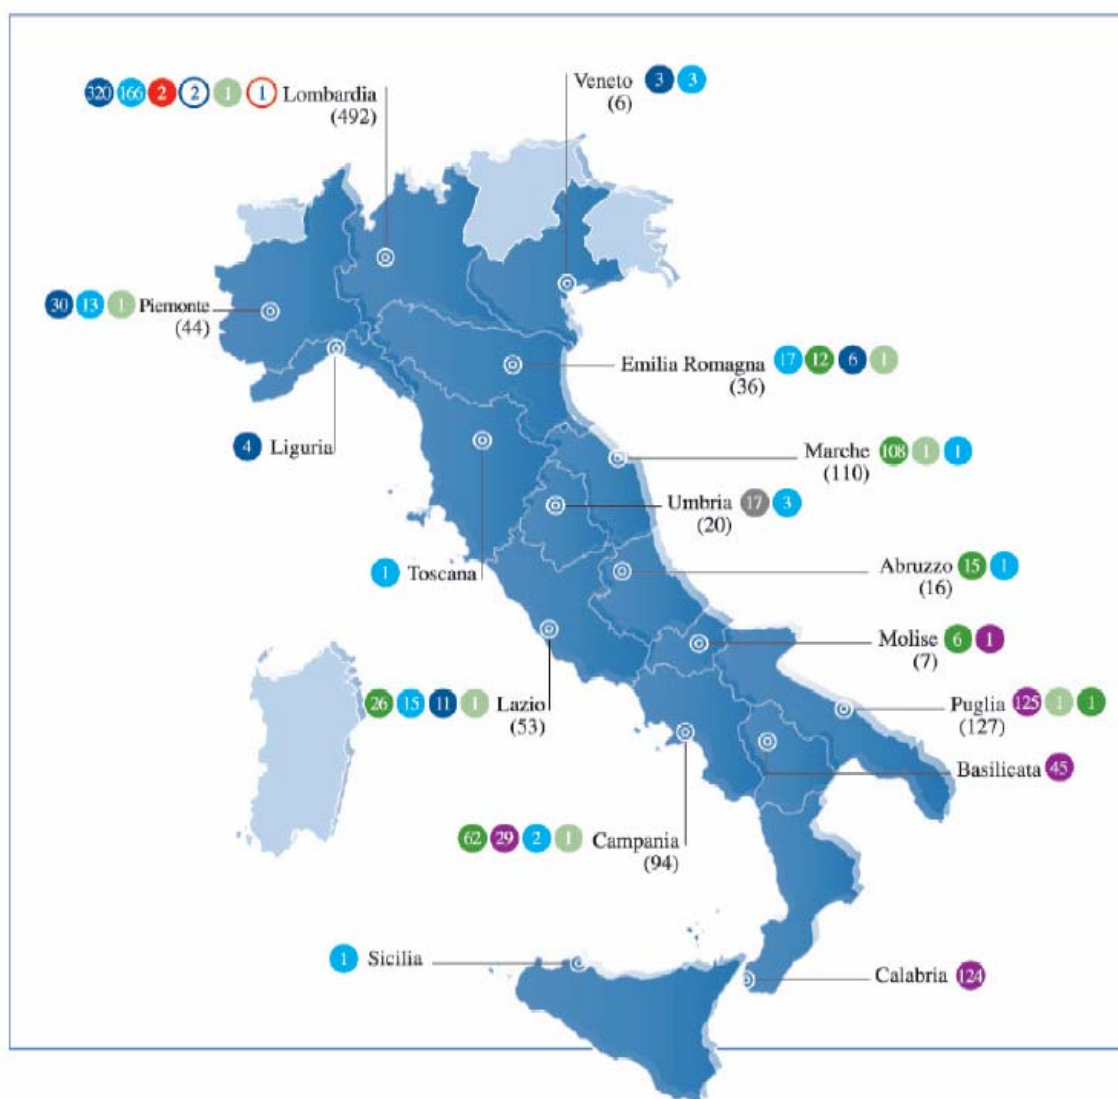 320 166 2 2 1 1 Lombardia
(492)
Veneto 3 3
(6)
30 13 1 Piemonte
(44)
Emilia Romagna 17 12 6 1
(36)
4 Liguria
Marche 108 1 1
(110)
Umbria 17 3
(20)
1 Toscana
Abruzzo 15 1
(16)
Molise 6 1
(7)
26 15 11 1 Lazio
(53)
Puglia 125 1 1
(127)
Basilicata 45
62 29 2 1 Campania
(94)
1 Sicilia
Calabria 124